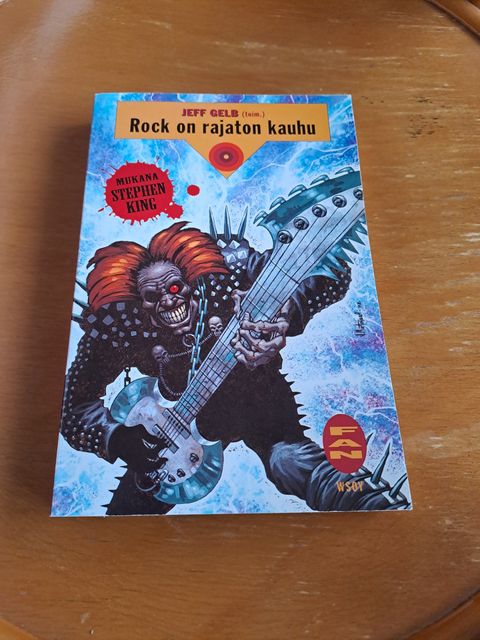 JEFF GELB (toim.)
Rock on rajaton kauhu
MUKANA
STEPHEN
KING
FAN
WSOY